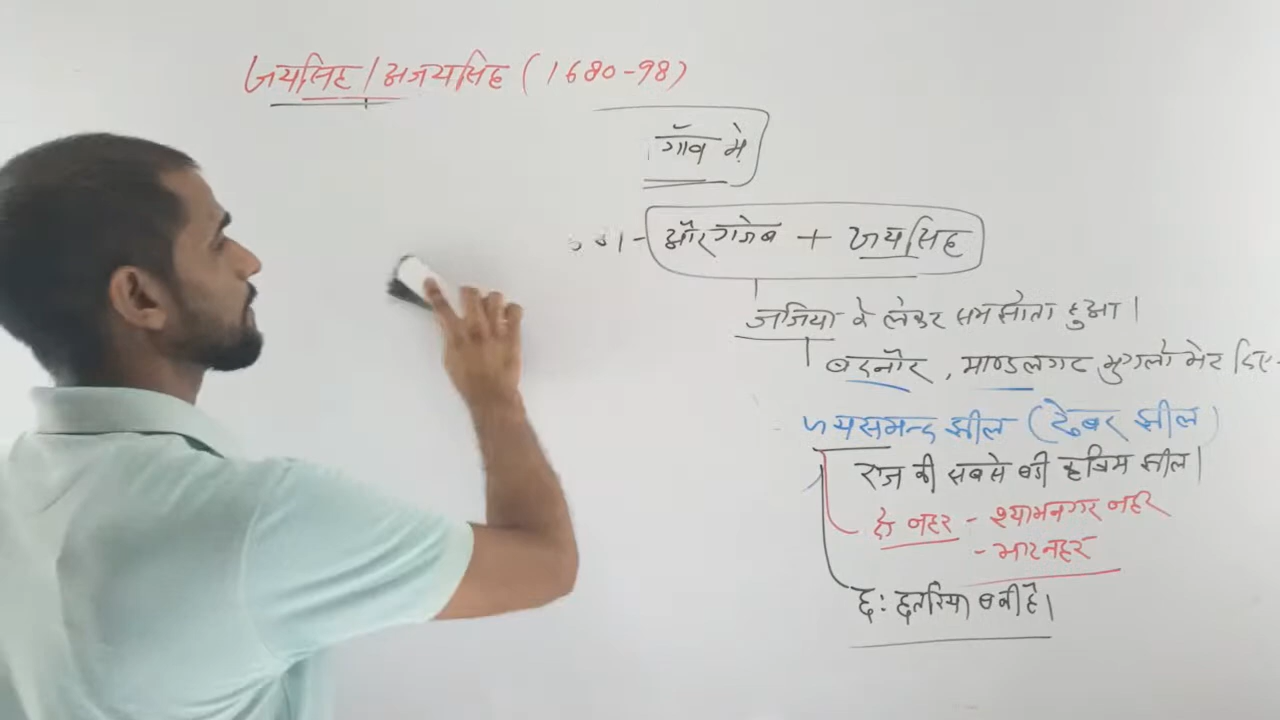 जयसिंह / अजयसिंह (1680-98)
गाँव मे
औरंगजेब + जयसिंह
जजिया के लेकर समझौता हुआ।
बदनौर, माण्डलगढ मुगलो को दिए-
जयसमन्द झील (ढेबर झील)
राज की सबसे बडी कृत्रिम झील।
दो नहर - श्यामनगर नहर
- भाट नहर
छ: छतरिया बनी है।